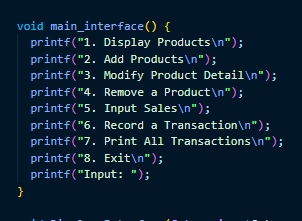 void main_interface() {
printf("1. Display Products\n");
printf("2. Add Products\n");
printf("3. Modify Product Detail\n");
printf("4. Remove a Product\n");
printf("5. Input Sales\n");
printf("6. Record a Transaction\n");
printf("7. Print All Transactions\n");
printf("8. Exit\n");
printf("Input: ");
}